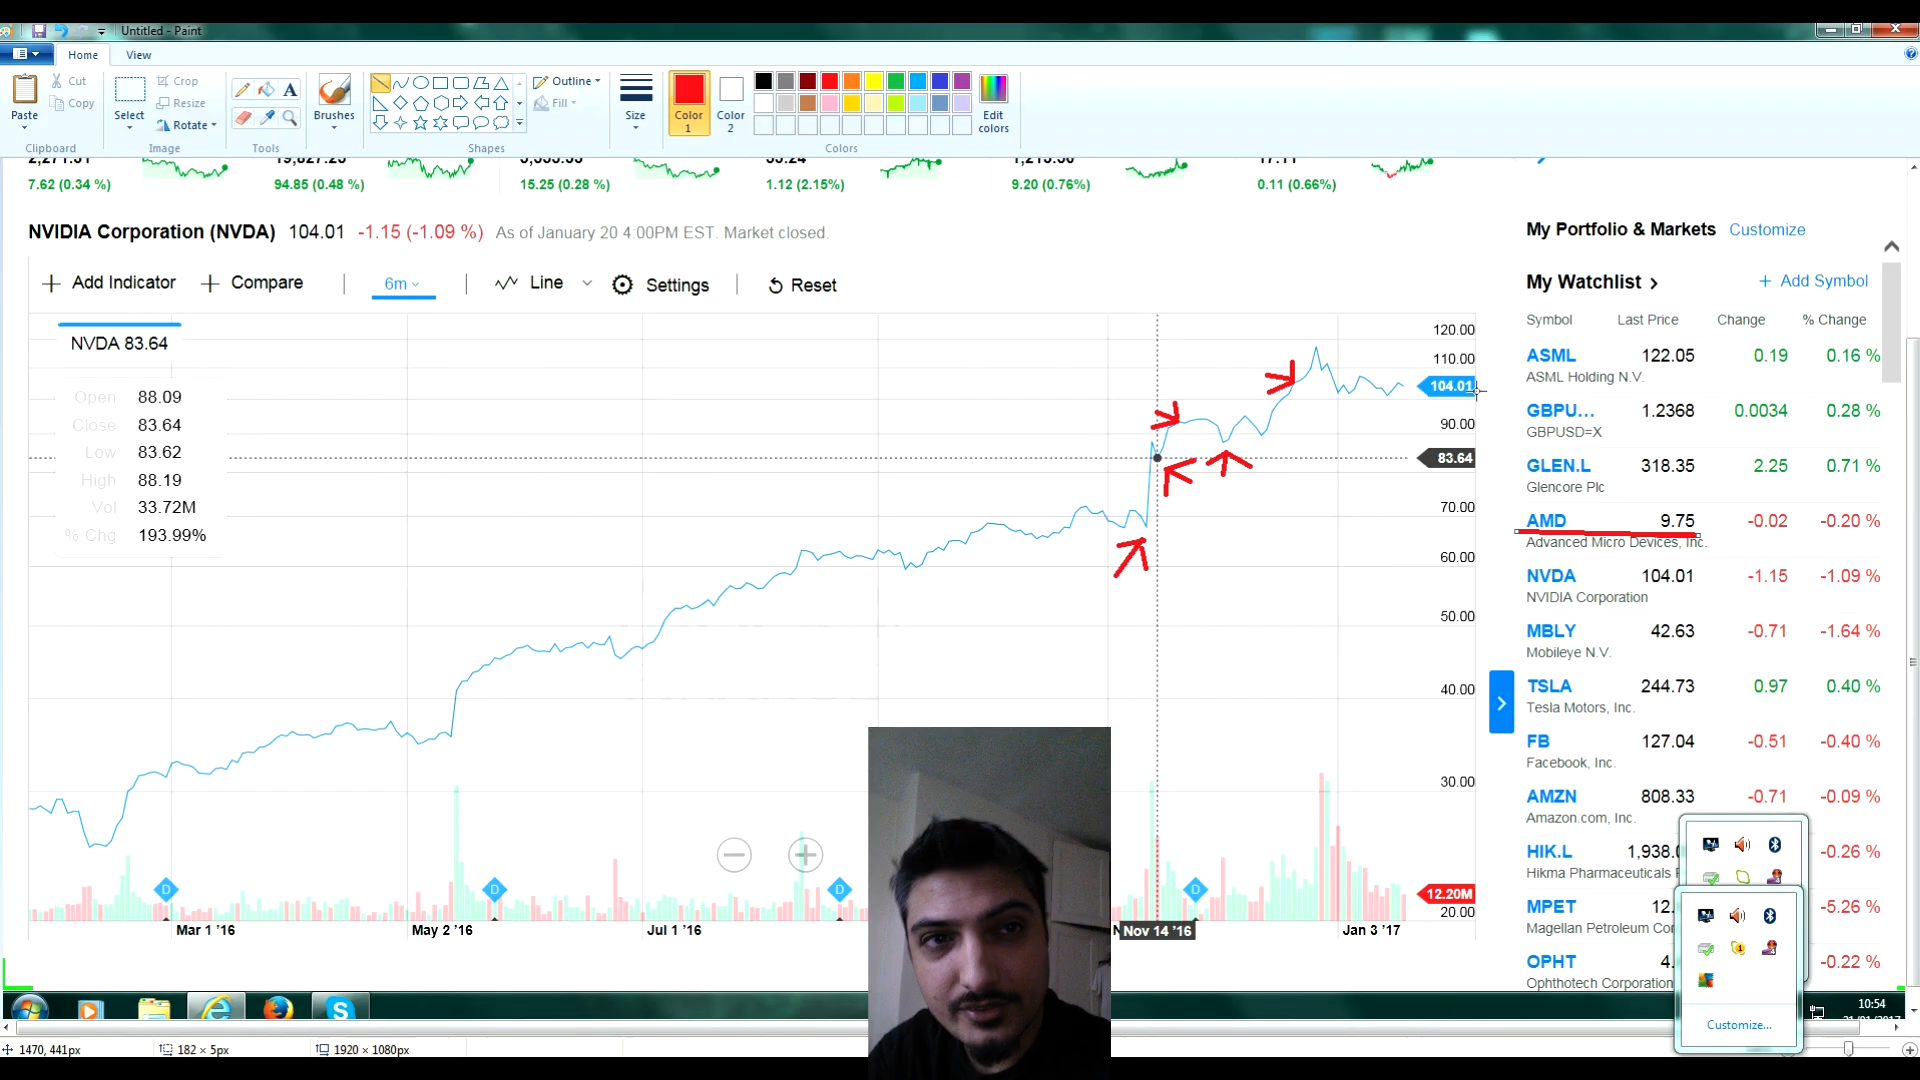 Untitled - Paint
Home View
Paste Cut Copy
Select Crop Resize Rotate
Brushes
Outline Fill
Size
Color 1 Color 2
Edit colors
Clipboard Image Tools Shapes Colors
7.62 (0.34 %) 94.85 (0.48 %) 15.25 (0.28 %) 1.12 (2.15%) 9.20 (0.76%) 0.11 (0.66%)
NVIDIA Corporation (NVDA) 104.01 -1.15 (-1.09 %) As of January 20 4:00PM EST. Market closed.
Add Indicator Compare 6m Line Settings Reset
NVDA 83.64
Open 88.09
Close 83.64
Low 83.62
High 88.19
Vol 33.72M
% Chg 193.99%
120.00
110.00
104.01
90.00
83.64
70.00
60.00
50.00
40.00
30.00
12.20M
20.00
D D D D
Mar 1 '16 May 2 '16 Jul 1 '16 Nov 14 '16 Jan 3 '17
My Portfolio & Markets Customize
My Watchlist + Add Symbol
Symbol Last Price Change % Change
ASML 122.05 0.19 0.16 %
ASML Holding N.V.
GBPU... 1.2368 0.0034 0.28 %
GBPUSD=X
GLEN.L 318.35 2.25 0.71 %
Glencore Plc
AMD 9.75 -0.02 -0.20 %
Advanced Micro Devices, Inc.
NVDA 104.01 -1.15 -1.09 %
NVIDIA Corporation
MBLY 42.63 -0.71 -1.64 %
Mobileye N.V.
TSLA 244.73 0.97 0.40 %
Tesla Motors, Inc.
FB 127.04 -0.51 -0.40 %
Facebook, Inc.
AMZN 808.33 -0.71 -0.09 %
Amazon.com, Inc.
HIK.L 1,938.0 -0.26 %
Hikma Pharmaceuticals
MPET 12. -5.26 %
Magellan Petroleum Cor
OPHT 4. -0.22 %
Ophthotech Corporation
Customize...
10:54
1470, 441px 182 × 5px 1920 × 1080px